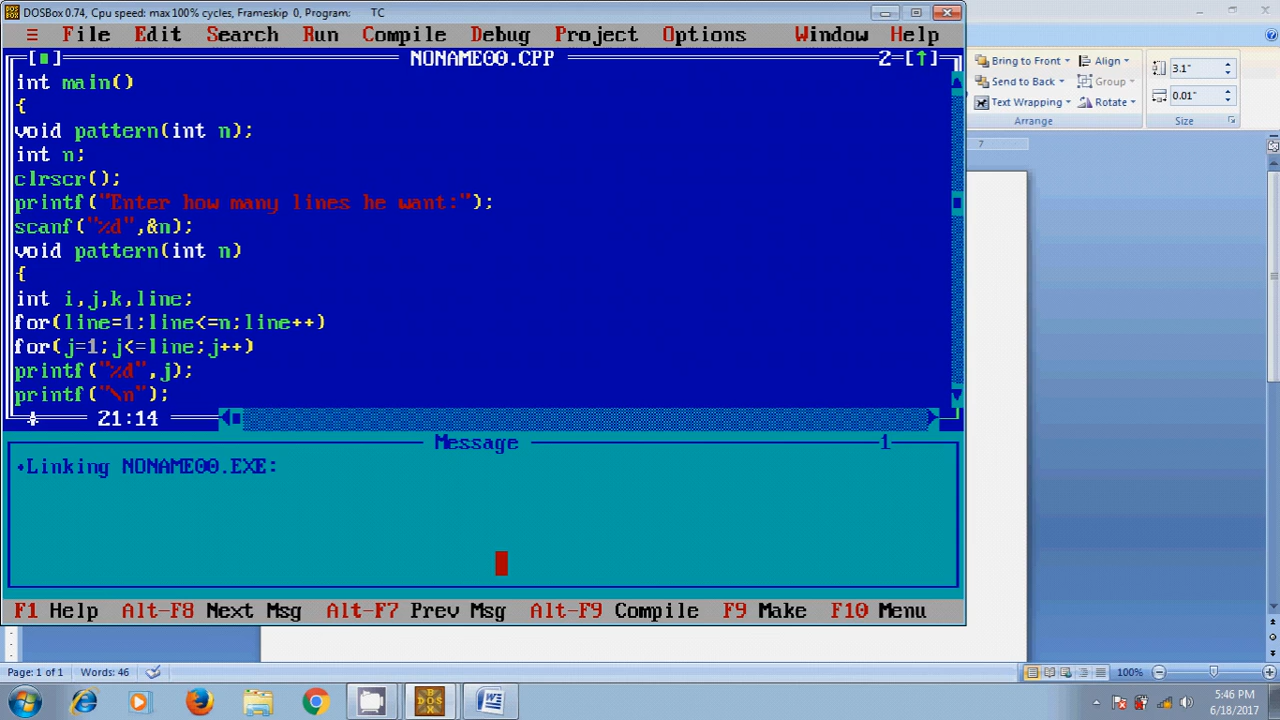 DOSBox 0.74, Cpu speed: max 100% cycles, Frameskip 0, Program: TC
≡ File Edit Search Run Compile Debug Project Options Window Help
[■] NONAME00.CPP 2=[↑]
int main()
{
void pattern(int n);
int n;
clrscr();
printf("Enter how many lines he want:");
scanf("%d",&n);
void pattern(int n)
{
int i,j,k,line;
for(line=1;line<=n;line++)
for(j=1;j<=line;j++)
printf("%d",j);
printf("\n");
21:14
Message 1
•Linking NONAME00.EXE:
F1 Help Alt-F8 Next Msg Alt-F7 Prev Msg Alt-F9 Compile F9 Make F10 Menu
Bring to Front Align
Send to Back Group
Text Wrapping Rotate
Arrange
3.1"
0.01"
Size
7
Page: 1 of 1 Words: 46 100%
5:46 PM
6/18/2017